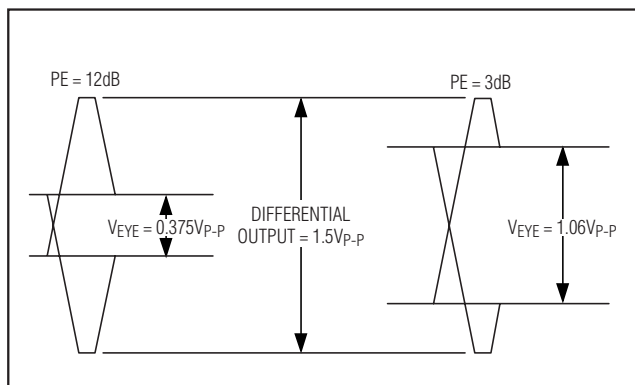 PE = 12dB
PE = 3dB
VEYE = 0.375VP-P
DIFFERENTIAL
OUTPUT = 1.5VP-P
VEYE = 1.06VP-P